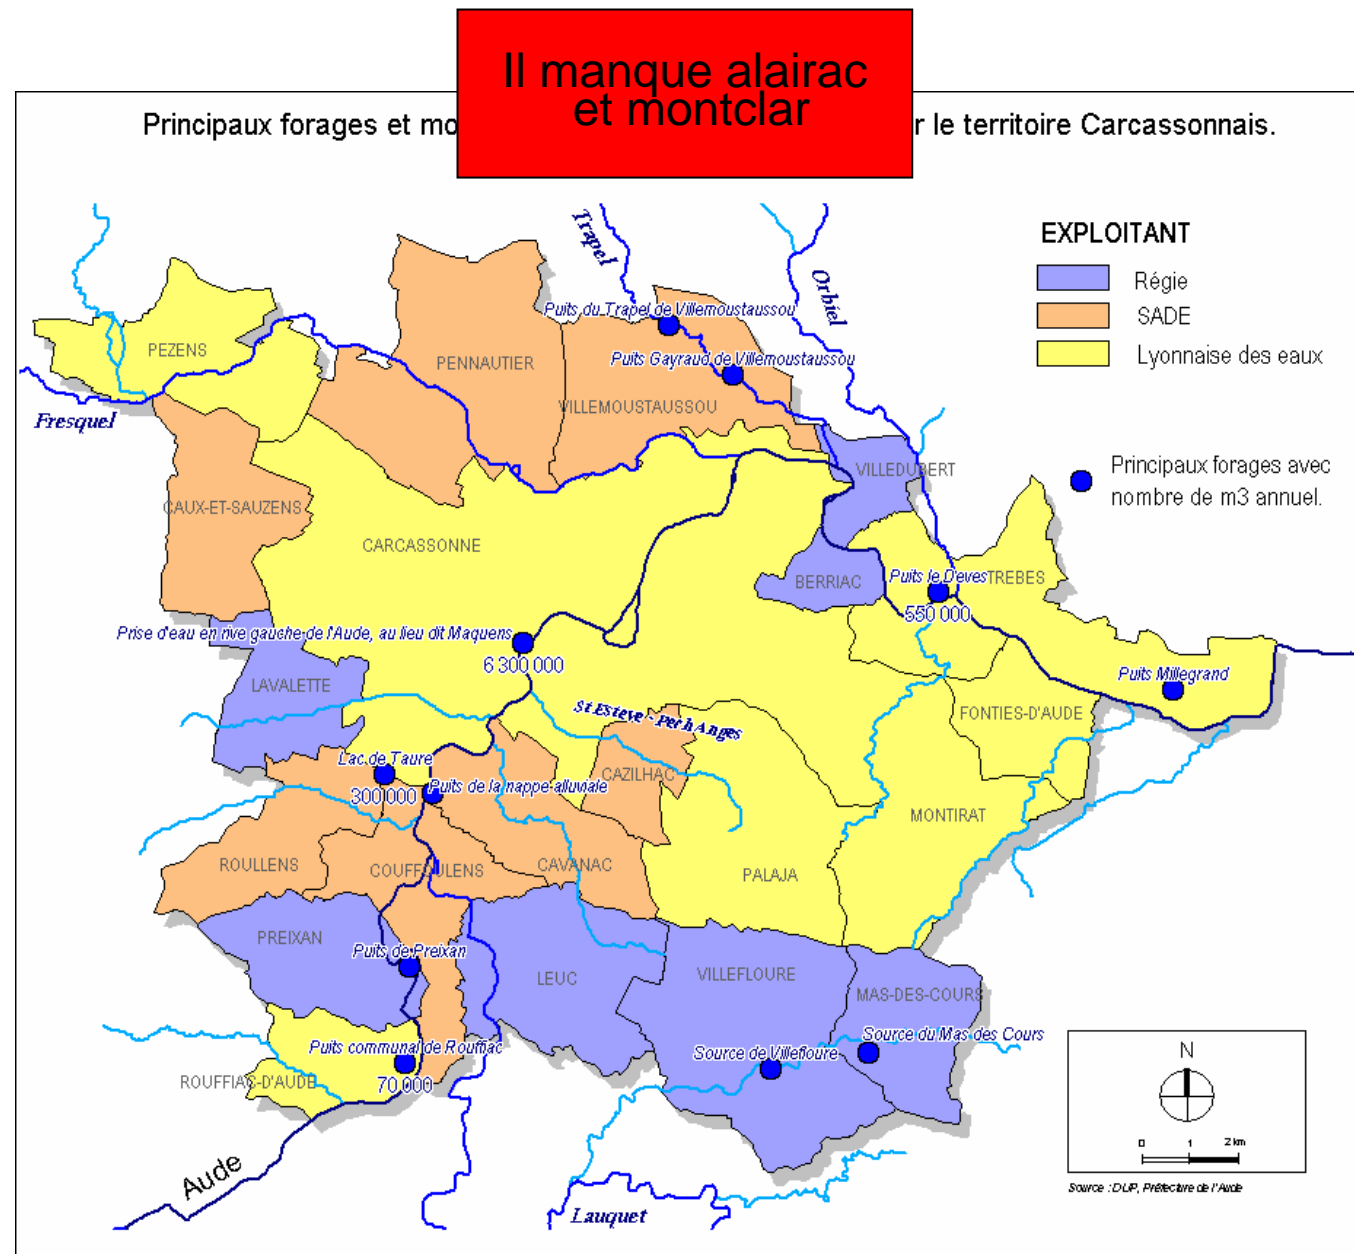 Il manque alairac
et montclar
Principaux forages et mo r le territoire Carcassonnais.
Trapel
Orbiel
EXPLOITANT
Régie
SADE
Lyonnaise des eaux
Principaux forages avec
nombre de m3 annuel.
Puits du Trapel de Villemoustaussou
Puits Gayraud de Villemoustaussou
PEZENS
PENNAUTIER
VILLEMOUSTAUSSOU
Fresquel
VILLEDUBERT
CAUX-ET-SAUZENS
CARCASSONNE
BERRIAC
Puits le Deves
TREBES
550 000
Prise d'eau en rive gauche de l'Aude, au lieu dit Maquens
6 300 000
LAVALETTE
Puits Millegrand
St Esteve - Pech Anges
FONTIES-D'AUDE
Lac de Taure
300 000
Puits de la nappe alluviale
CAZILHAC
MONTIRAT
ROULLENS
COUFFOULENS
CAVANAC
PALAJA
PREIXAN
Puits de Preixan
LEUC
VILLEFLOURE
MAS-DES-COURS
Source du Mas des Cours
Source de Villefloure
Puits communal de Rouffiac
ROUFFIAC-D'AUDE
70 000
Aude
Lauquet
N
0 1 2 km
Source : DUP, Préfecture de l'Aude